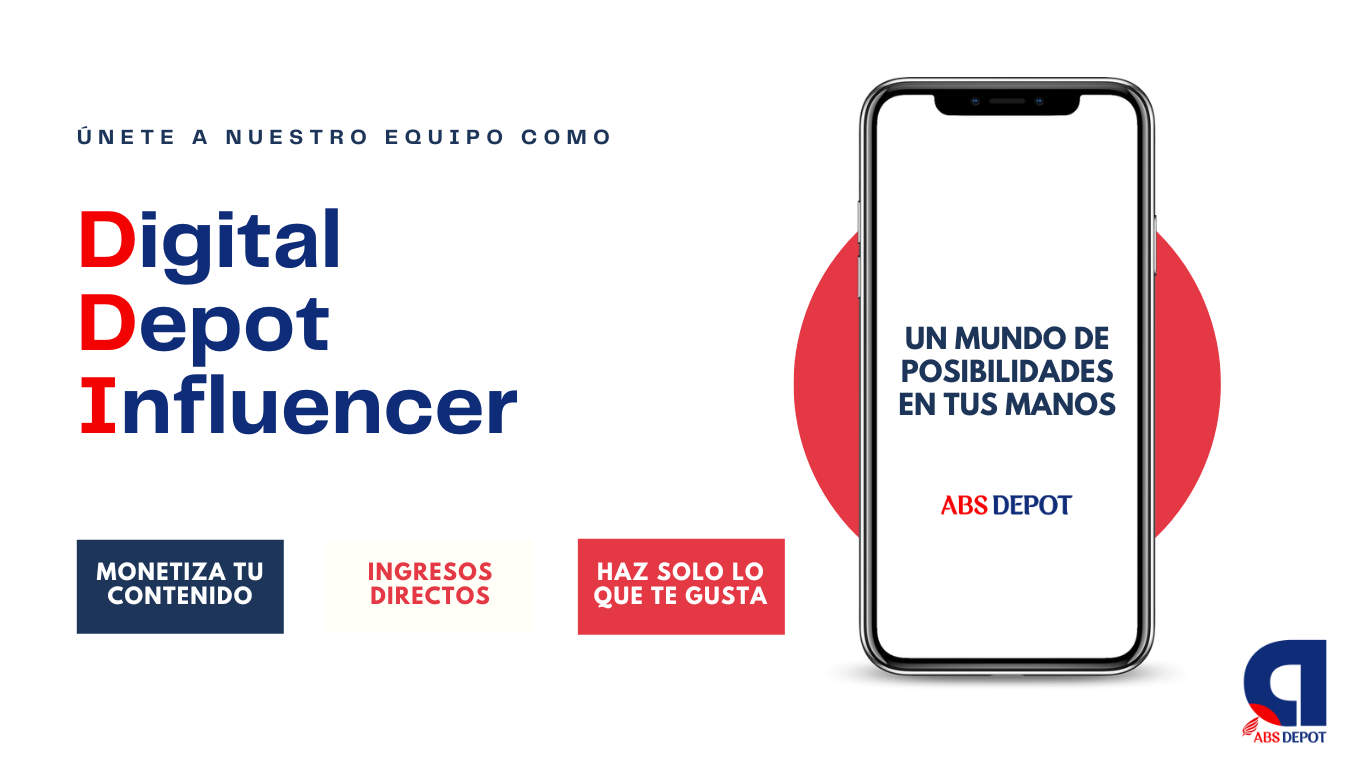 ÚNETE A NUESTRO EQUIPO COMO
Digital
Depot
Influencer
MONETIZA TU
CONTENIDO
INGRESOS
DIRECTOS
HAZ SOLO LO
QUE TE GUSTA
UN MUNDO DE
POSIBILIDADES
EN TUS MANOS
ABS DEPOT
ABS DEPOT